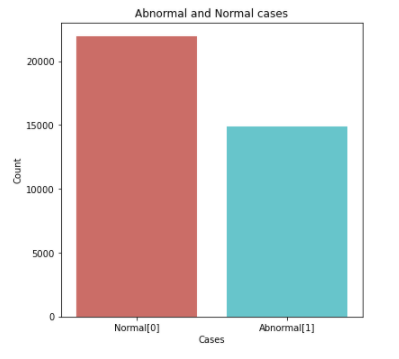 Abnormal and Normal cases
20000
15000
10000
5000
0
Count
Normal[0]
Abnormal[1]
Cases